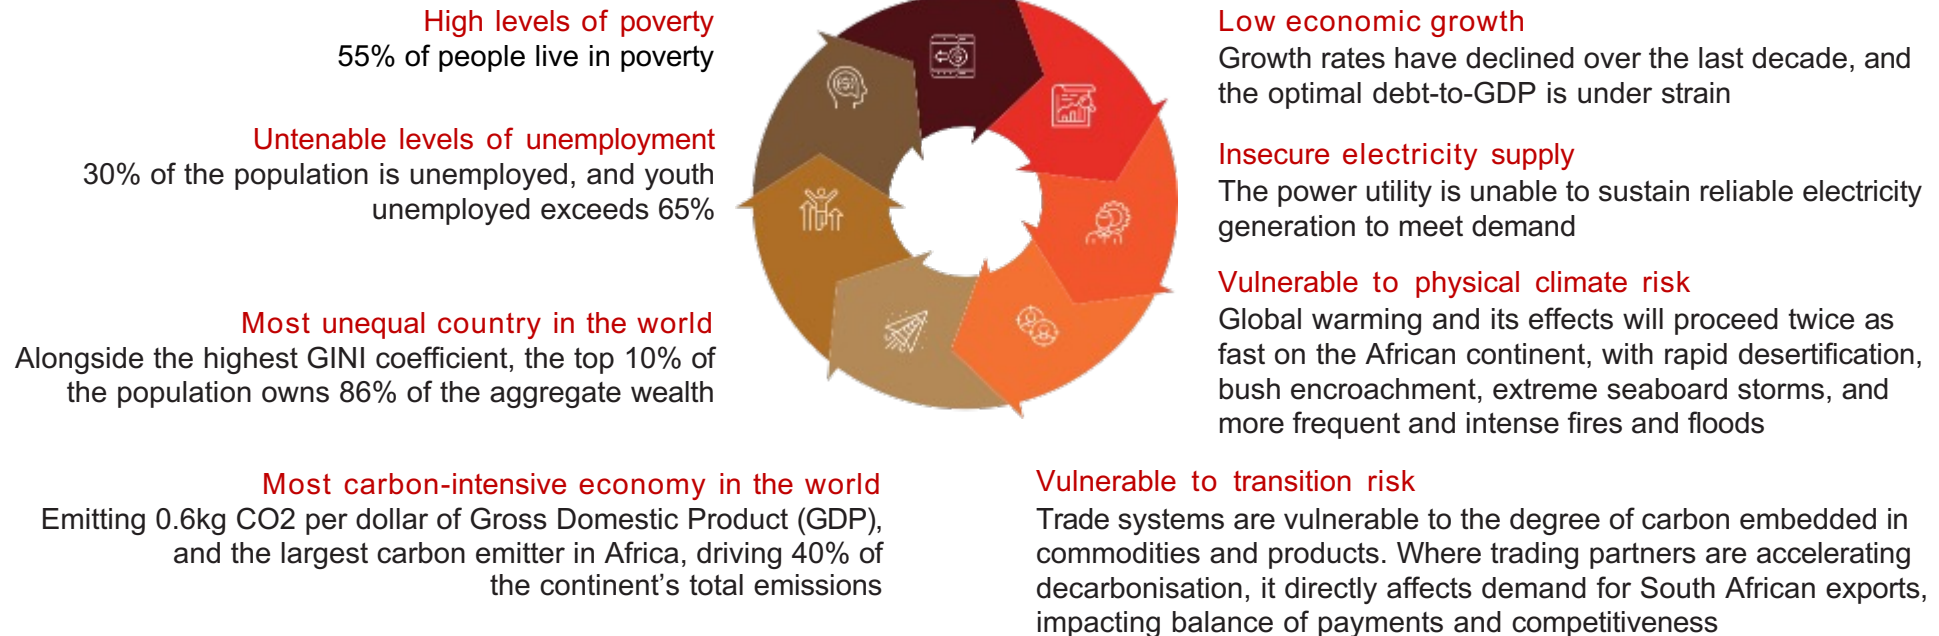 High levels of poverty
55% of people live in poverty
Untenable levels of unemployment
30% of the population is unemployed, and youth
unemployed exceeds 65%
Most unequal country in the world
Alongside the highest GINI coefficient, the top 10% of
the population owns 86% of the aggregate wealth
Most carbon-intensive economy in the world
Emitting 0.6kg CO2 per dollar of Gross Domestic Product (GDP),
and the largest carbon emitter in Africa, driving 40% of
the continent’s total emissions
Low economic growth
Growth rates have declined over the last decade, and
the optimal debt-to-GDP is under strain
Insecure electricity supply
The power utility is unable to sustain reliable electricity
generation to meet demand
Vulnerable to physical climate risk
Global warming and its effects will proceed twice as
fast on the African continent, with rapid desertification,
bush encroachment, extreme seaboard storms, and
more frequent and intense fires and floods
Vulnerable to transition risk
Trade systems are vulnerable to the degree of carbon embedded in
commodities and products. Where trading partners are accelerating
decarbonisation, it directly affects demand for South African exports,
impacting balance of payments and competitiveness